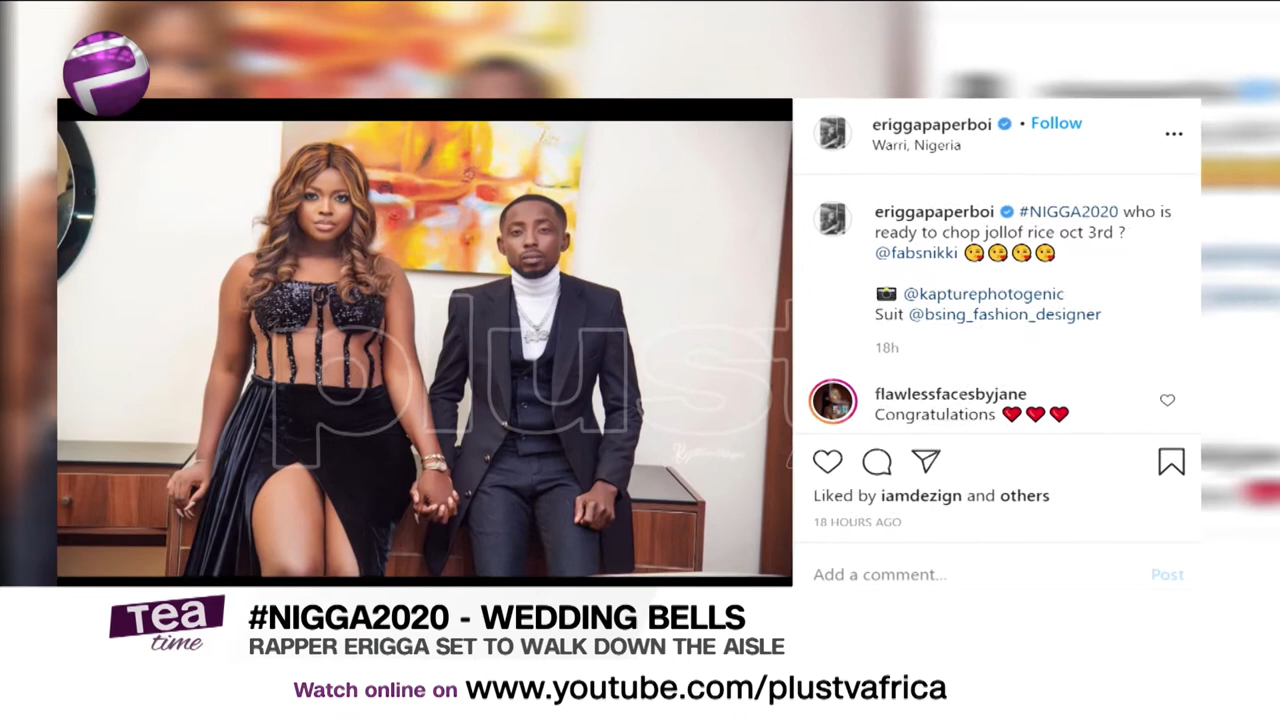 eriggapaperboi • Follow
Warri, Nigeria
eriggapaperboi #NIGGA2020 who is
ready to chop jollof rice oct 3rd ?
@fabsnikki 😘😘😘😘
📷 @kapturephotogenic
Suit @bsing_fashion_designer
18h
flawlessfacesbyjane
Congratulations ❤️❤️❤️
Liked by iamdezign and others
18 HOURS AGO
Add a comment... Post
plust
Tea
time
#NIGGA2020 - WEDDING BELLS
RAPPER ERIGGA SET TO WALK DOWN THE AISLE
Watch online on www.youtube.com/plustvafrica